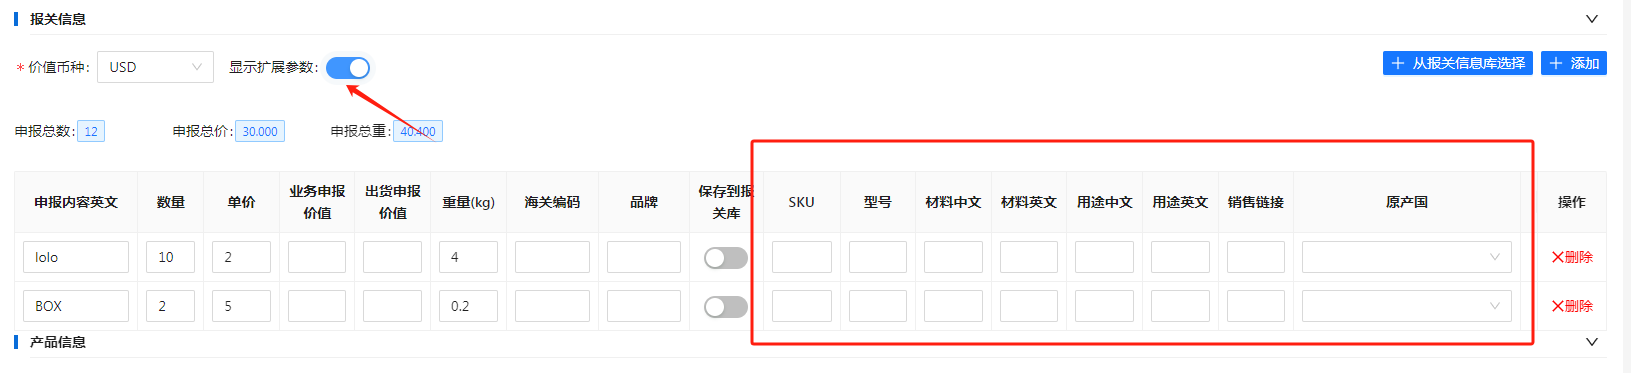 报关信息
* 价值币种: USD 显示扩展参数: + 从报关信息库选择 + 添加
申报总数: 12 申报总价: 30.000 申报总重: 40.400
申报内容英文 数量 单价 业务申报价值 出货申报价值 重量(kg) 海关编码 品牌 保存到报关库 SKU 型号 材料中文 材料英文 用途中文 用途英文 销售链接 原产国 操作
lolo 10 2 4 删除
BOX 2 5 0.2 删除
产品信息